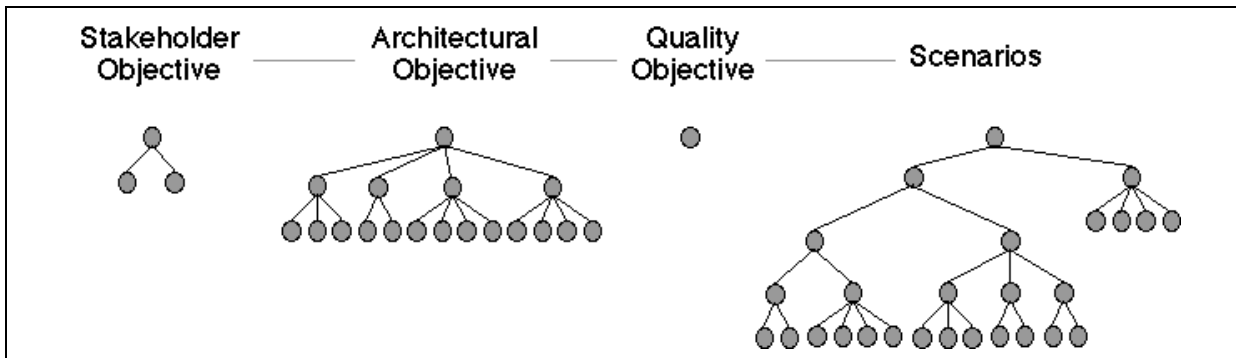 Stakeholder
Objective
Architectural
Objective
Quality
Objective
Scenarios